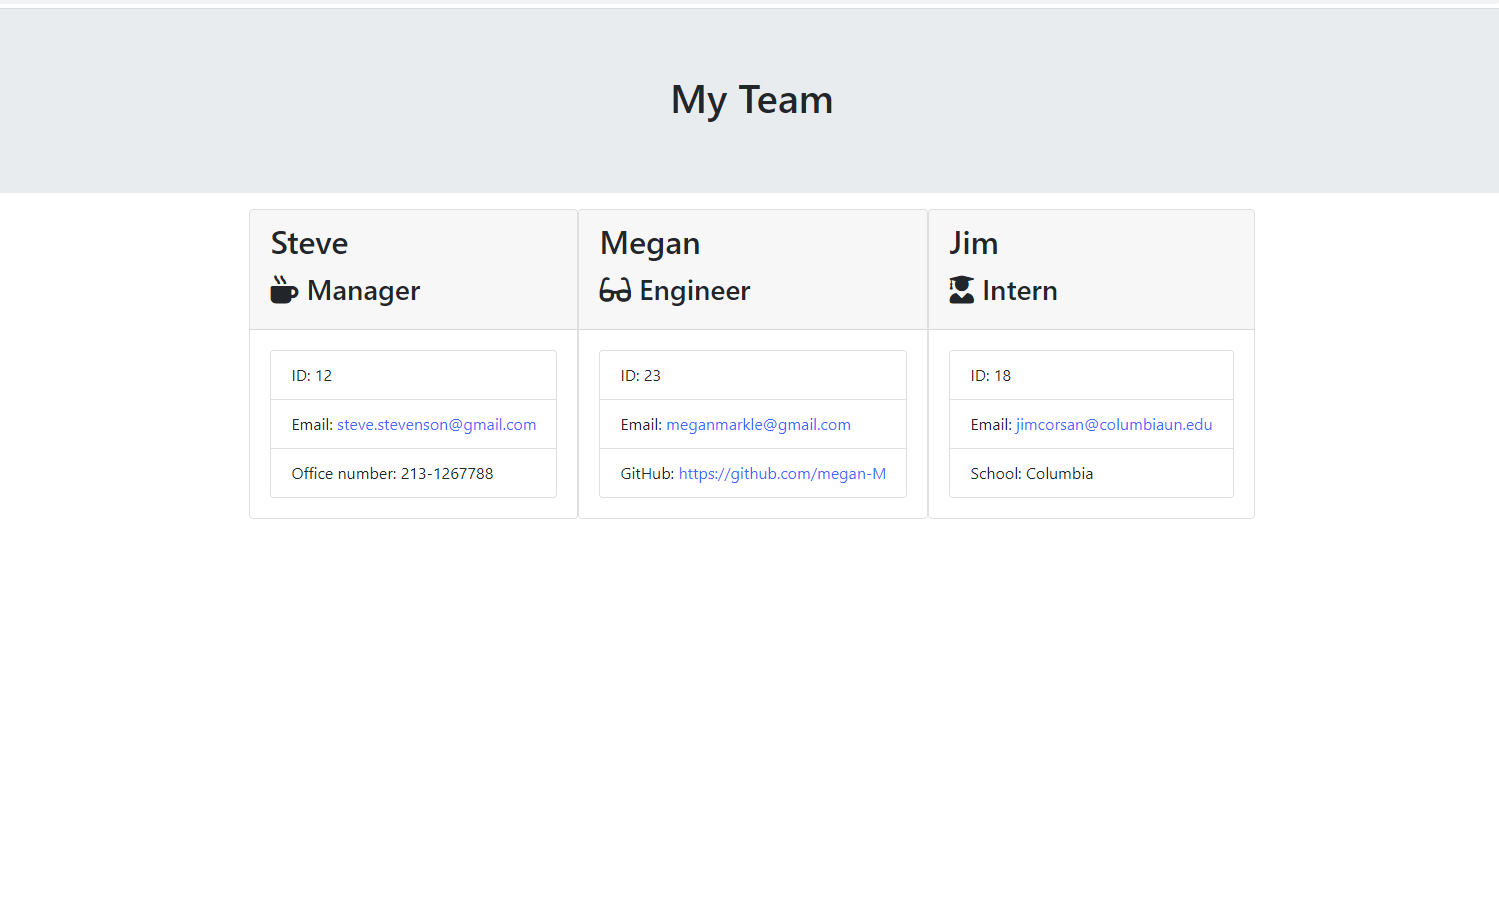 My Team
Steve
Manager
ID: 12
Email: steve.stevenson@gmail.com
Office number: 213-1267788
Megan
Engineer
ID: 23
Email: meganmarkle@gmail.com
GitHub: https://github.com/megan-M
Jim
Intern
ID: 18
Email: jimcorsan@columbiaun.edu
School: Columbia